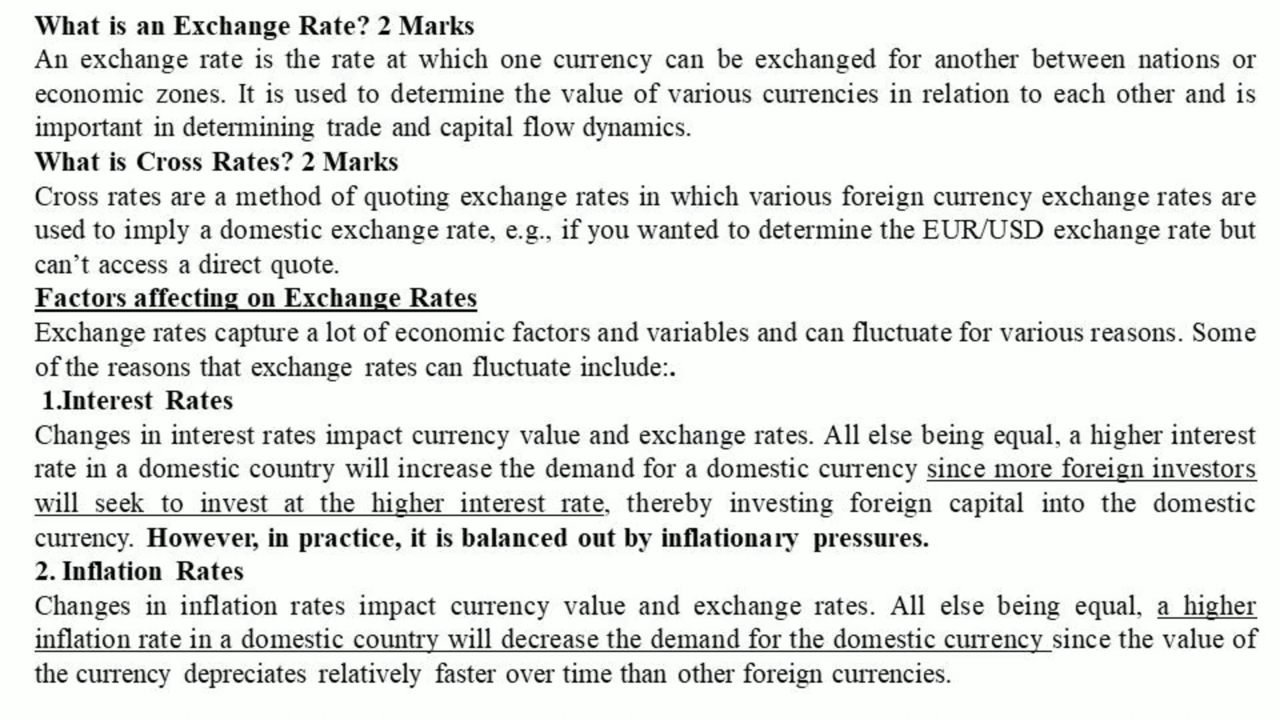 What is an Exchange Rate? 2 Marks
An exchange rate is the rate at which one currency can be exchanged for another between nations or
economic zones. It is used to determine the value of various currencies in relation to each other and is
important in determining trade and capital flow dynamics.
What is Cross Rates? 2 Marks
Cross rates are a method of quoting exchange rates in which various foreign currency exchange rates are
used to imply a domestic exchange rate, e.g., if you wanted to determine the EUR/USD exchange rate but
can't access a direct quote.
Factors affecting on Exchange Rates
Exchange rates capture a lot of economic factors and variables and can fluctuate for various reasons. Some
of the reasons that exchange rates can fluctuate include:.
1.Interest Rates
Changes in interest rates impact currency value and exchange rates. All else being equal, a higher interest
rate in a domestic country will increase the demand for a domestic currency since more foreign investors
will seek to invest at the higher interest rate, thereby investing foreign capital into the domestic
currency. However, in practice, it is balanced out by inflationary pressures.
2. Inflation Rates
Changes in inflation rates impact currency value and exchange rates. All else being equal, a higher
inflation rate in a domestic country will decrease the demand for the domestic currency since the value of
the currency depreciates relatively faster over time than other foreign currencies.